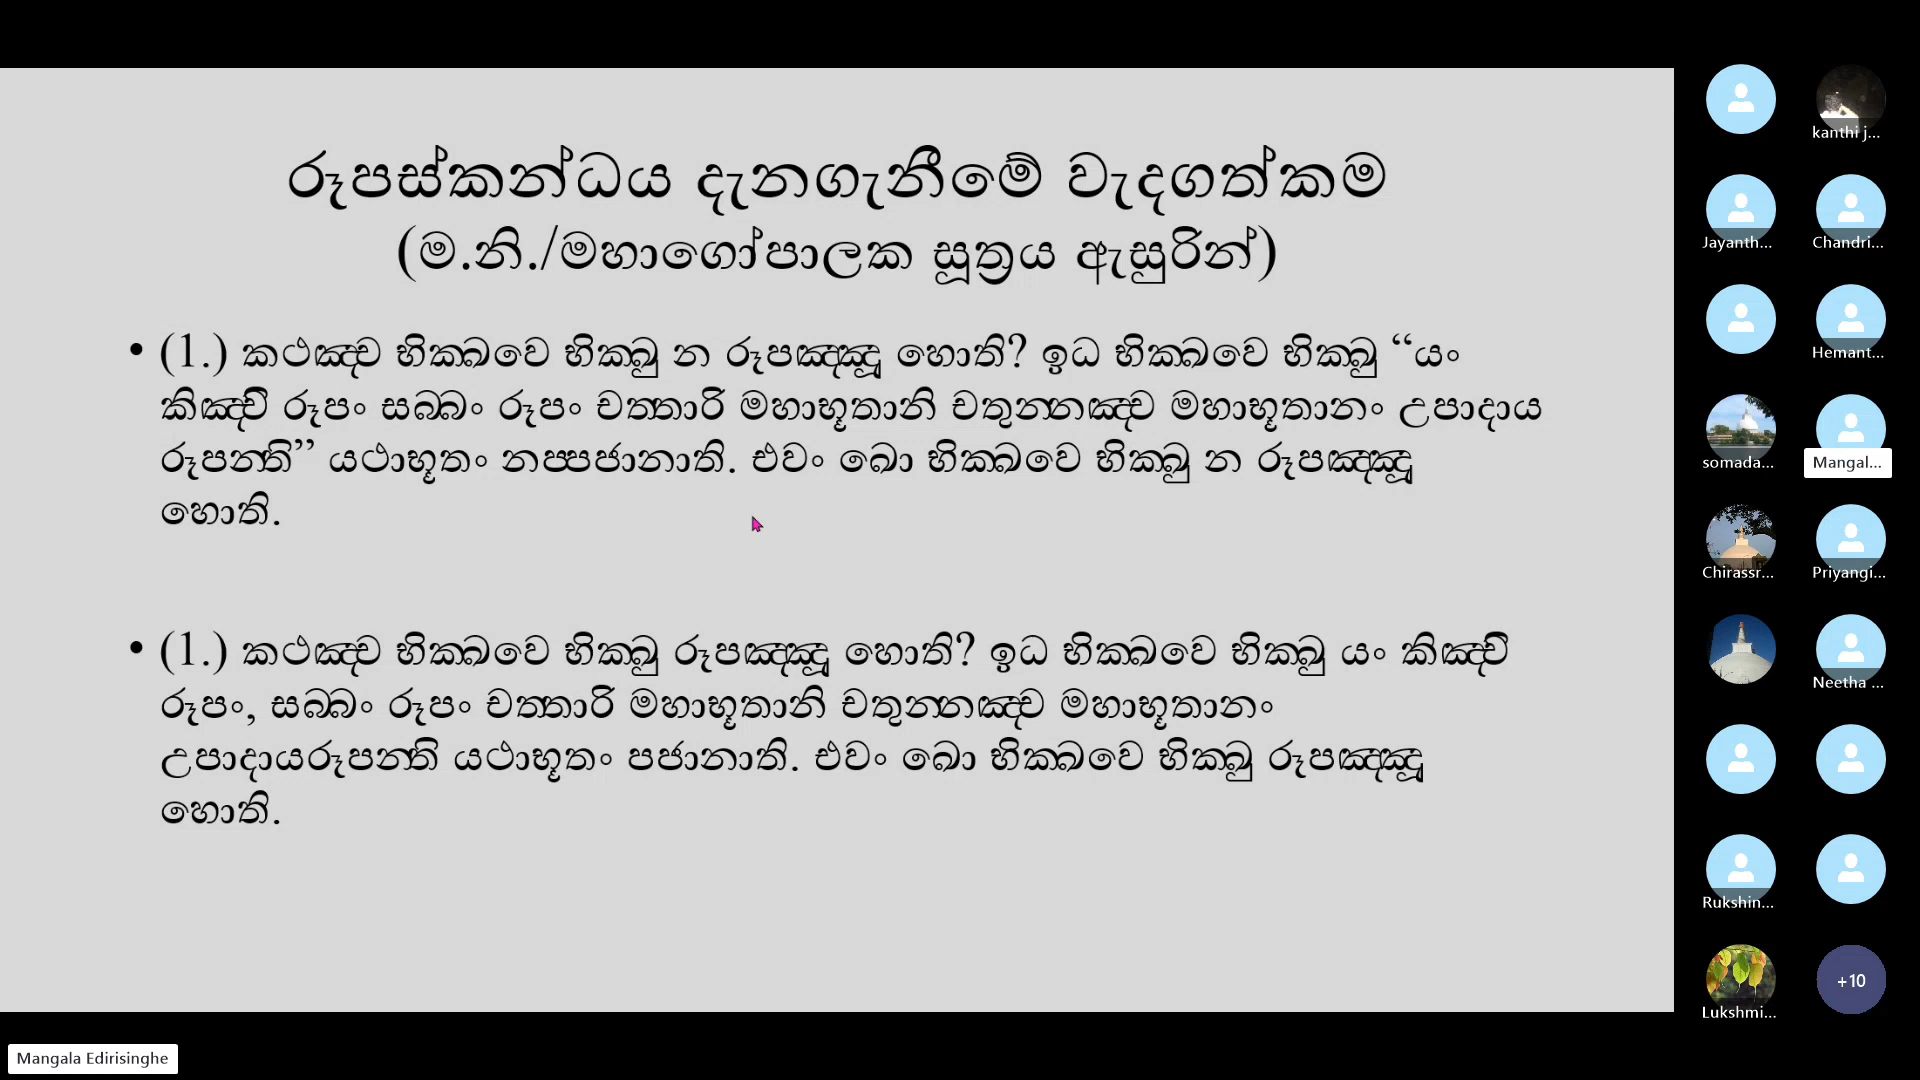 රූපස්කන්ධය දැනගැනීමේ වැදගත්කම
(ම.නි./මහාගෝපාලක සූත්‍රය ඇසුරින්)
• (1.) කථඤ්ච භික්ඛවෙ භික්ඛු න රූපඤ්ඤූ හොති? ඉධ භික්ඛවෙ භික්ඛු “යං
කිඤ්චි රූපං සබ්බං රූපං චත්තාරි මහාභූතානි චතුන්නඤ්ච මහාභූතානං උපාදාය
රූපන්ති” යථාභූතං නප්පජානාති. එවං ඛො භික්ඛවෙ භික්ඛු න රූපඤ්ඤූ
හොති.
• (1.) කථඤ්ච භික්ඛවෙ භික්ඛු රූපඤ්ඤූ හොති? ඉධ භික්ඛවෙ භික්ඛු යං කිඤ්චි
රූපං, සබ්බං රූපං චත්තාරි මහාභූතානි චතුන්නඤ්ච මහාභූතානං
උපාදායරූපන්ති යථාභූතං පජානාති. එවං ඛො භික්ඛවෙ භික්ඛු රූපඤ්ඤූ
හොති.
kanthi j...
Jayanth...
Chandri...
Hemant...
somada...
Mangal...
Chirassr...
Priyangi...
Neetha ...
Rukshin...
Lukshmi...
+10
Mangala Edirisinghe